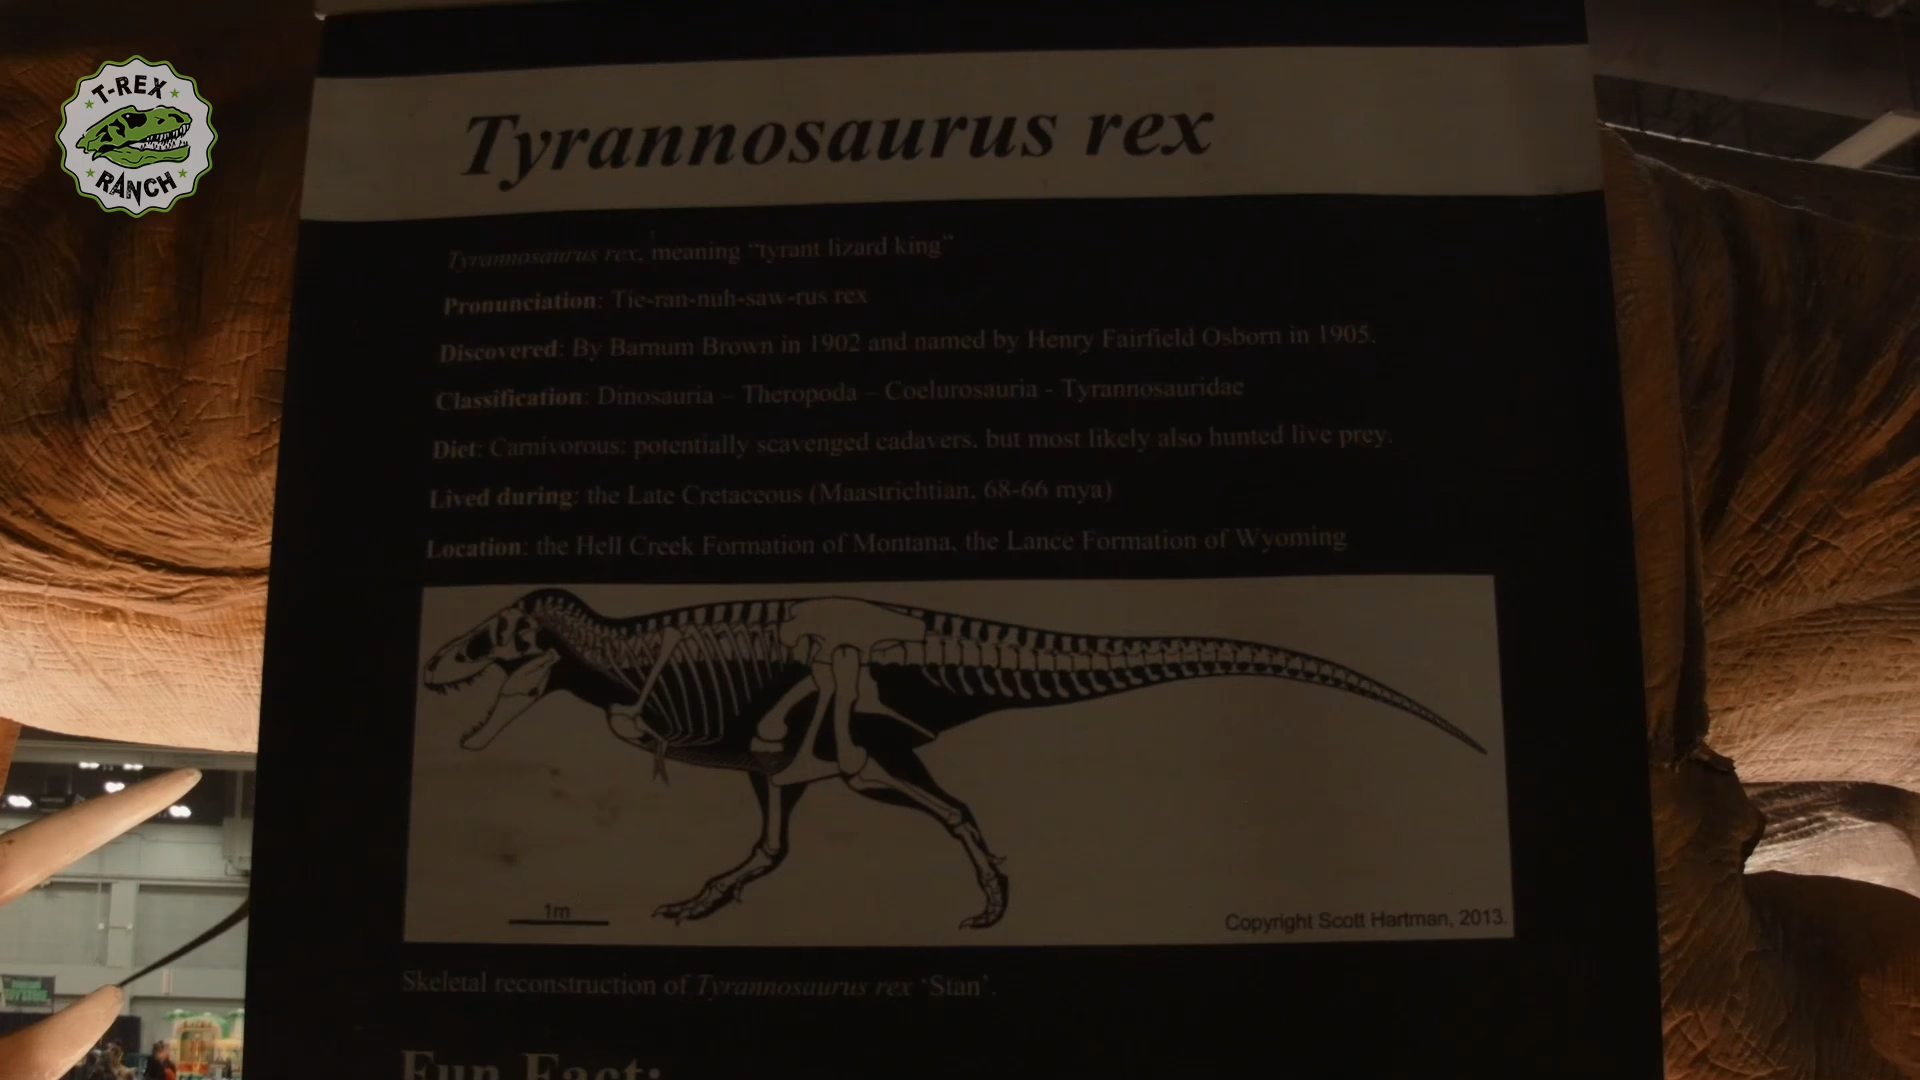 T-REX
RANCH
Tyrannosaurus rex
Tyrannosaurus rex, meaning "tyrant lizard king"
Pronunciation: Tie-ran-nuh-saw-rus rex
Discovered: By Barnum Brown in 1902 and named by Henry Fairfield Osborn in 1905.
Classification: Dinosauria – Theropoda – Coelurosauria - Tyrannosauridae
Diet: Carnivorous; potentially scavenged cadavers, but most likely also hunted live prey.
Lived during: the Late Cretaceous (Maastrichtian, 68-66 mya)
Location: the Hell Creek Formation of Montana, the Lance Formation of Wyoming
1m
Copyright Scott Hartman, 2013.
Skeletal reconstruction of Tyrannosaurus rex 'Stan'.
Fun Fact: